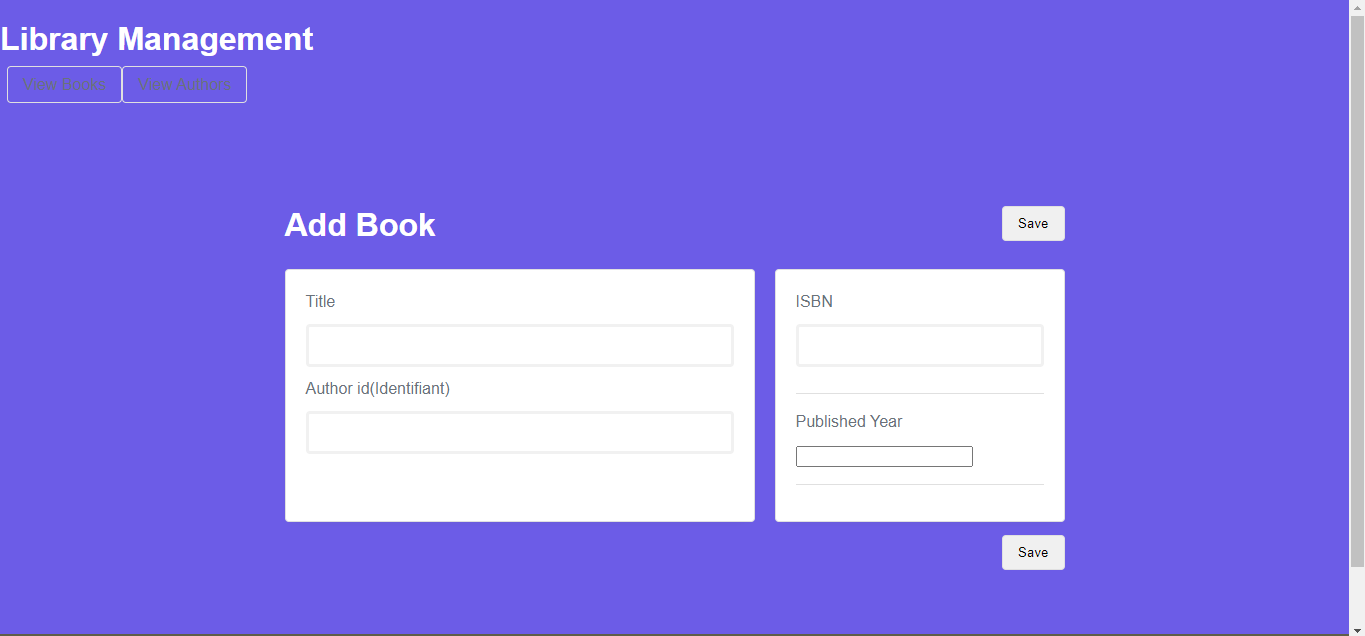 Library Management
View Books View Authors
Add Book Save
Title
ISBN
Author id(Identifiant)
Published Year
Save